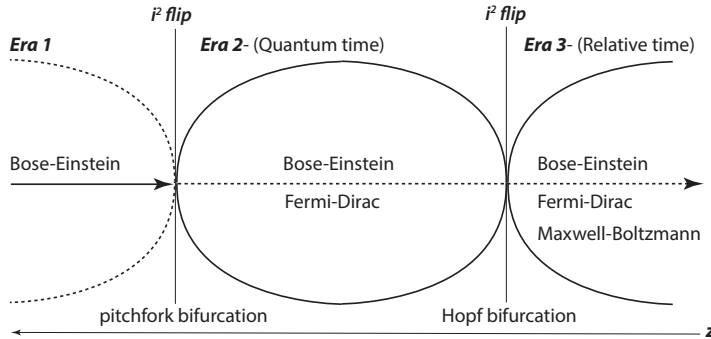 i² flip
i² flip
Era 1
Era 2- (Quantum time)
Era 3- (Relative time)
Bose-Einstein
Bose-Einstein
Bose-Einstein
Fermi-Dirac
Fermi-Dirac
Maxwell-Boltzmann
pitchfork bifurcation
Hopf bifurcation
z